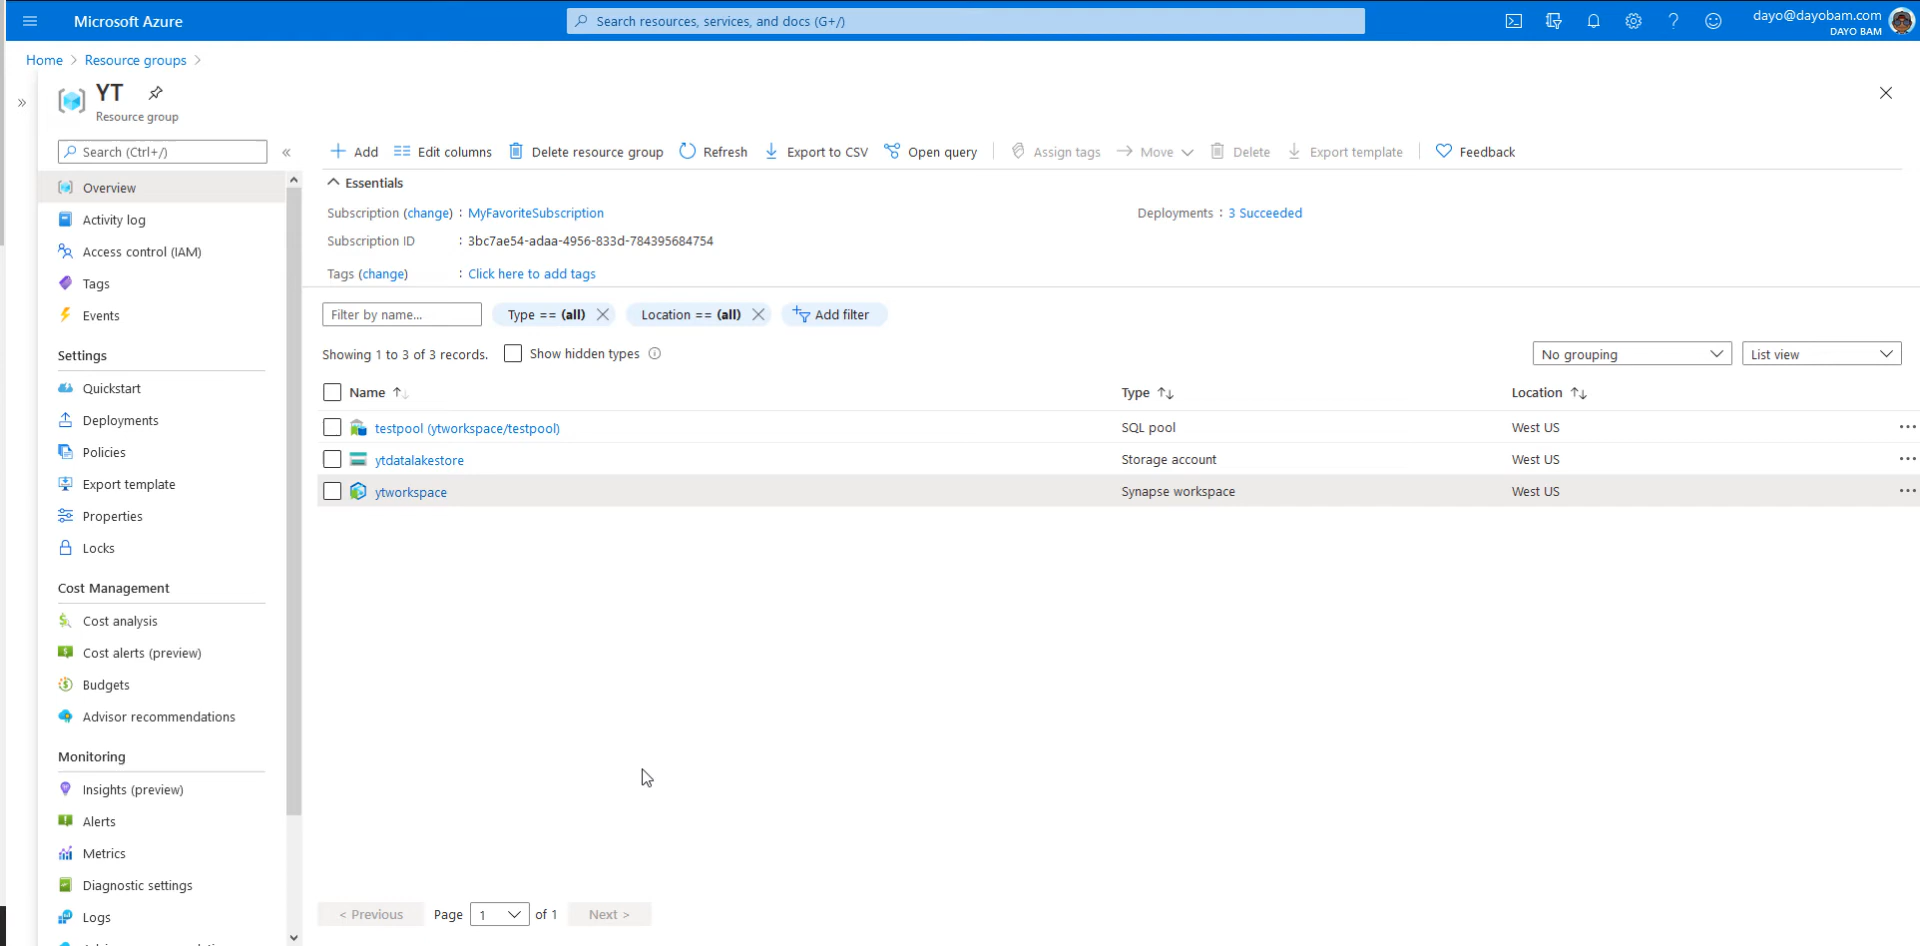 Microsoft Azure
Search resources, services, and docs (G+/)
dayo@dayobam.com
DAYO BAM
Home > Resource groups >
YT
Resource group
Search (Ctrl+/)
Add
Edit columns
Delete resource group
Refresh
Export to CSV
Open query
Assign tags
Move
Delete
Export template
Feedback
Overview
Activity log
Access control (IAM)
Tags
Events
Settings
Quickstart
Deployments
Policies
Export template
Properties
Locks
Cost Management
Cost analysis
Cost alerts (preview)
Budgets
Advisor recommendations
Monitoring
Insights (preview)
Alerts
Metrics
Diagnostic settings
Logs
Essentials
Subscription (change) : MyFavoriteSubscription
Deployments : 3 Succeeded
Subscription ID : 3bc7ae54-adaa-4956-833d-784395684754
Tags (change) : Click here to add tags
Filter by name...
Type == (all)
Location == (all)
Add filter
Showing 1 to 3 of 3 records.
Show hidden types
No grouping
List view
Name Type Location
testpool (ytworkspace/testpool) SQL pool West US
ytdatalakestore Storage account West US
ytworkspace Synapse workspace West US
< Previous Page 1 of 1 Next >